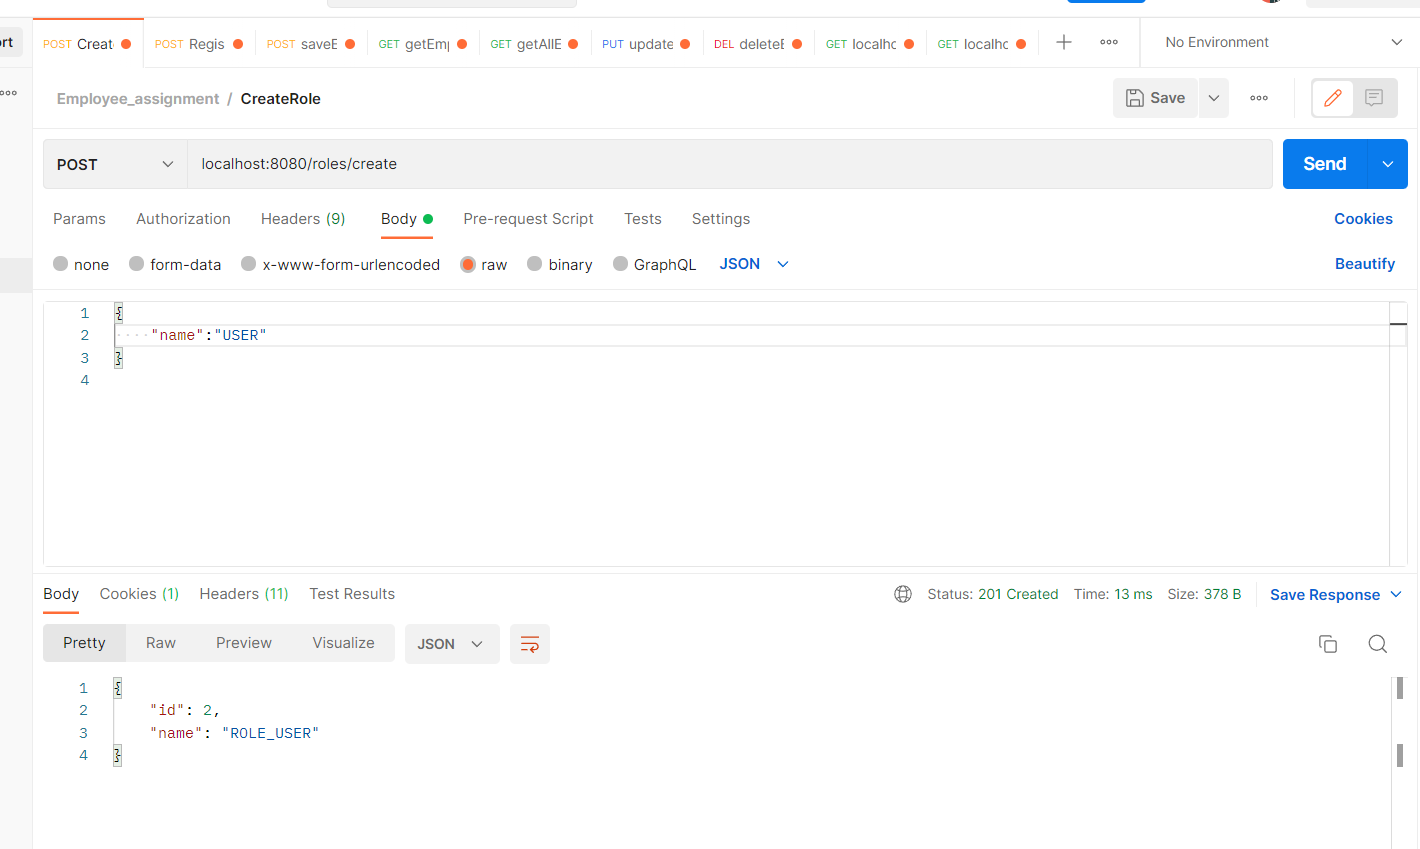 POST Creat POST Regis POST saveE GET getEmp GET getAllE PUT update DEL deleteE GET localhc GET localhc No Environment
ort
Employee_assignment / CreateRole Save
POST localhost:8080/roles/create Send
Params Authorization Headers (9) Body Pre-request Script Tests Settings Cookies
none form-data x-www-form-urlencoded raw binary GraphQL JSON Beautify
1 {
2 "name":"USER"
3 }
4
Body Cookies (1) Headers (11) Test Results Status: 201 Created Time: 13 ms Size: 378 B Save Response
Pretty Raw Preview Visualize JSON
1 {
2 "id": 2,
3 "name": "ROLE_USER"
4 }